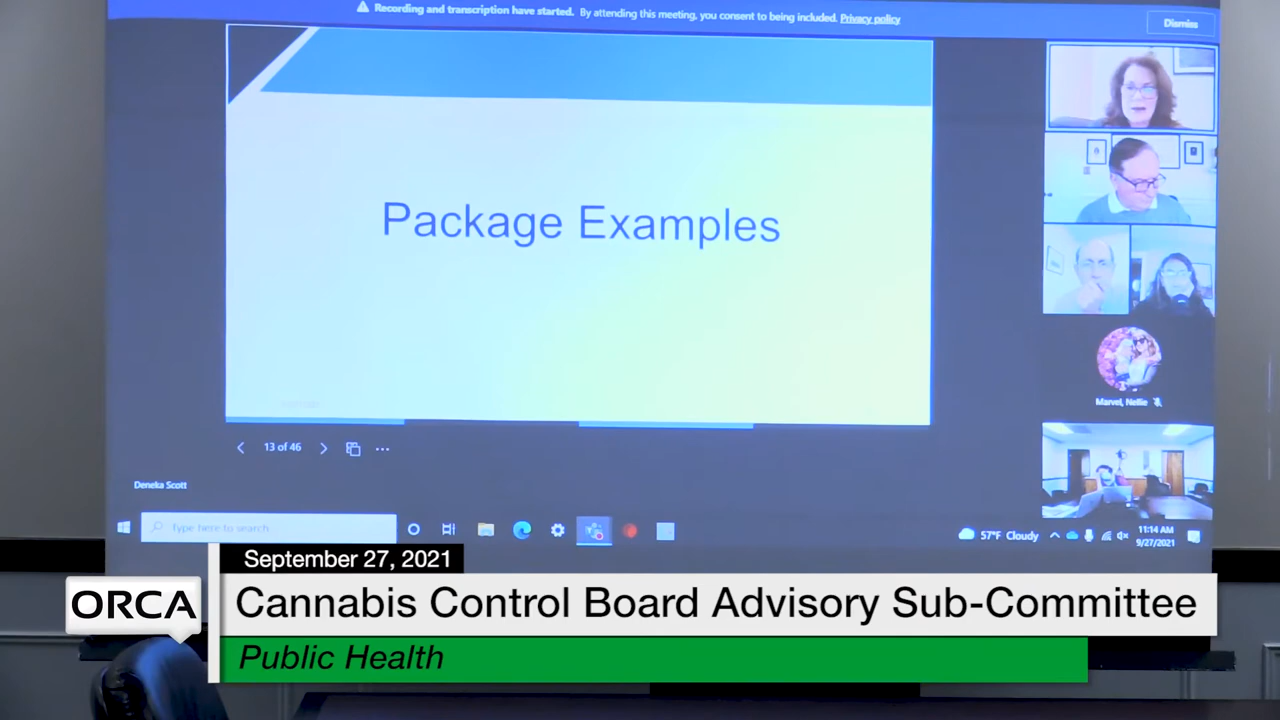 Recording and transcription have started. By attending this meeting, you consent to being included. Privacy policy
Dismiss
Package Examples
13 of 46
Marvel, Nellie
Deneka Scott
Type here to search
57°F Cloudy
11:14 AM
9/27/2021
September 27, 2021
ORCA
Cannabis Control Board Advisory Sub-Committee
Public Health